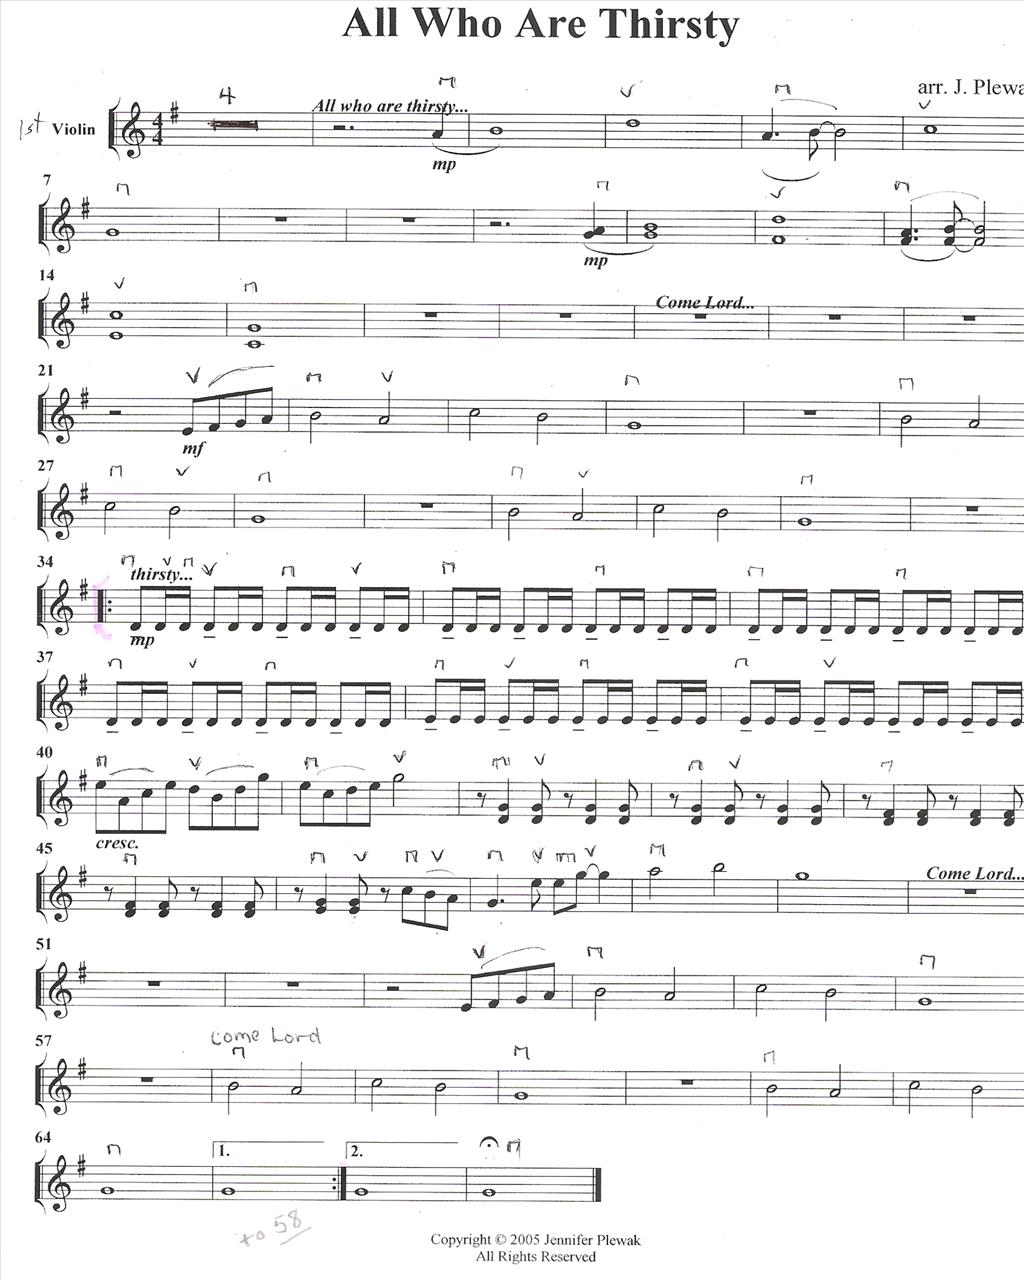 All Who Are Thirsty
arr. J. Plewa
4
All who are thirsty...
1st Violin
mp
7
mp
14
Come Lord...
21
mf
27
34
thirsty...
mp
37
40
cresc.
45
Come Lord...
51
57
Come Lord
64
1.
2.
to 58
Copyright © 2005 Jennifer Plewak
All Rights Reserved